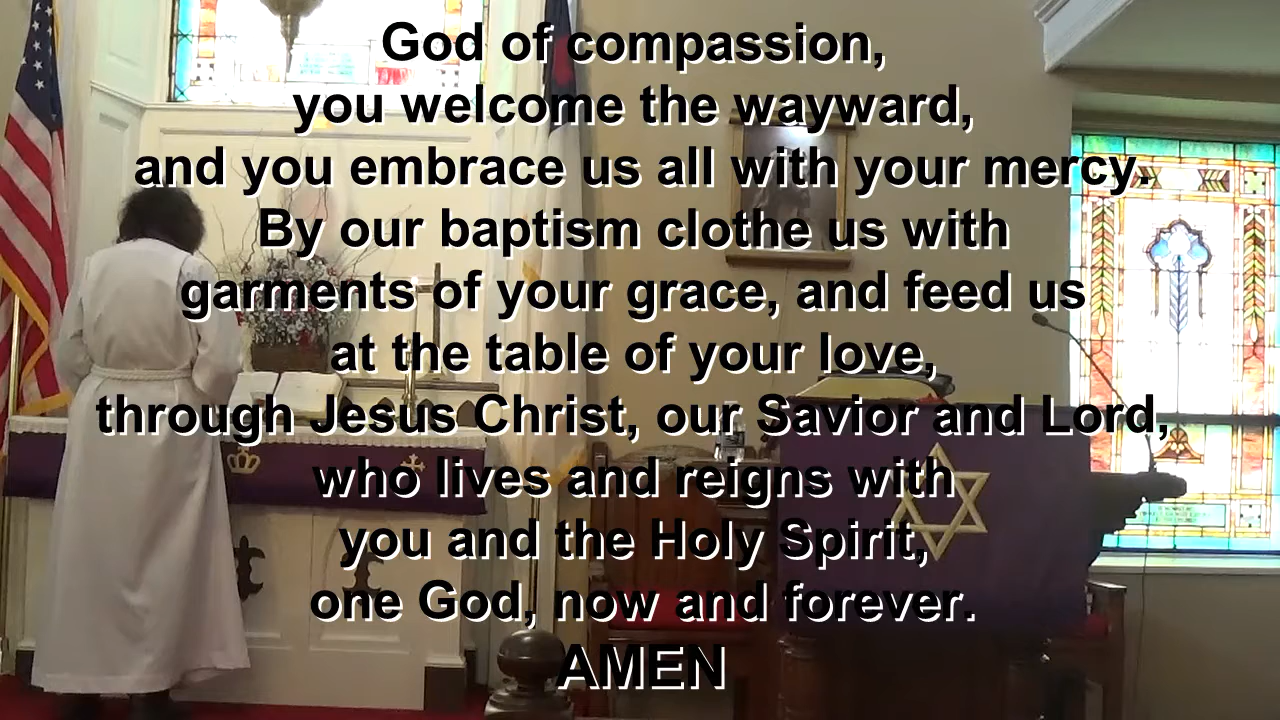 God of compassion,
you welcome the wayward,
and you embrace us all with your mercy.
By our baptism clothe us with
garments of your grace, and feed us
at the table of your love,
through Jesus Christ, our Savior and Lord,
who lives and reigns with
you and the Holy Spirit,
one God, now and forever.
AMEN